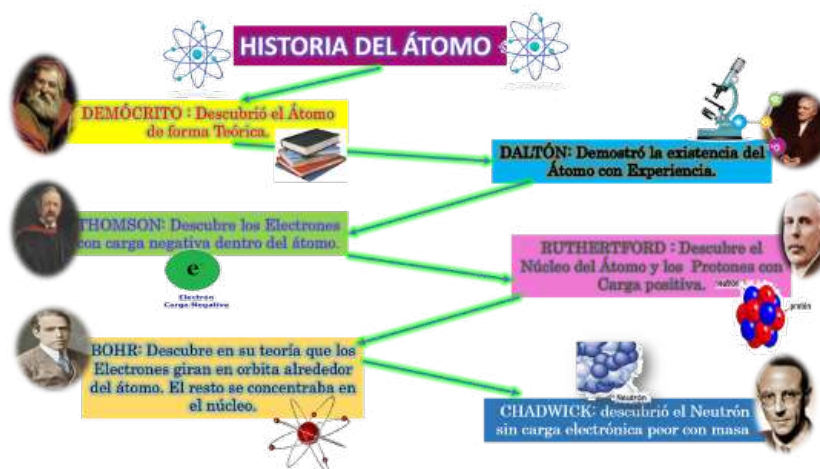 HISTORIA DEL ÁTOMO
DEMÓCRITO : Descubrió el Átomo
de forma Teórica.
DALTÓN: Demostró la existencia del
Átomo con Experiencia.
THOMSON: Descubre los Electrones
con carga negativa dentro del átomo.
e
Electrón
Carga Negativa
RUTHERTFORD : Descubre el
Núcleo del Átomo y los Protones con
Carga positiva.
neutrón
protón
BOHR: Descubre en su teoría que los
Electrones giran en orbita alrededor
del átomo. El resto se concentraba en
el núcleo.
Neutrón
CHADWICK: descubrió el Neutrón
sin carga electrónica peor con masa